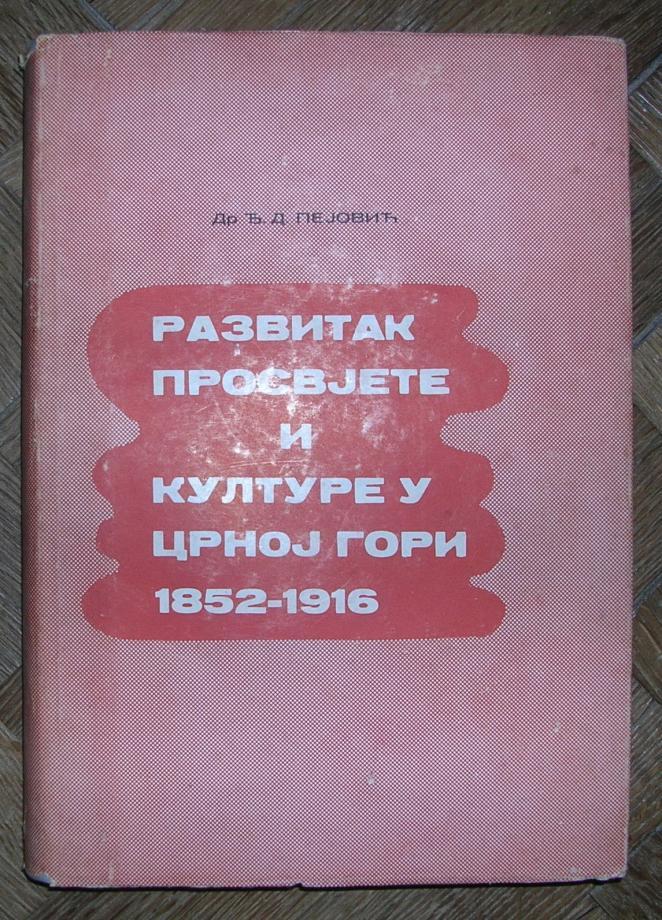 Др Ђ. Д. ПЕЈОВИЋ
РАЗВИТАК
ПРОСВЈЕТЕ
И
КУЛТУРЕ У
ЦРНОЈ ГОРИ
1852-1916